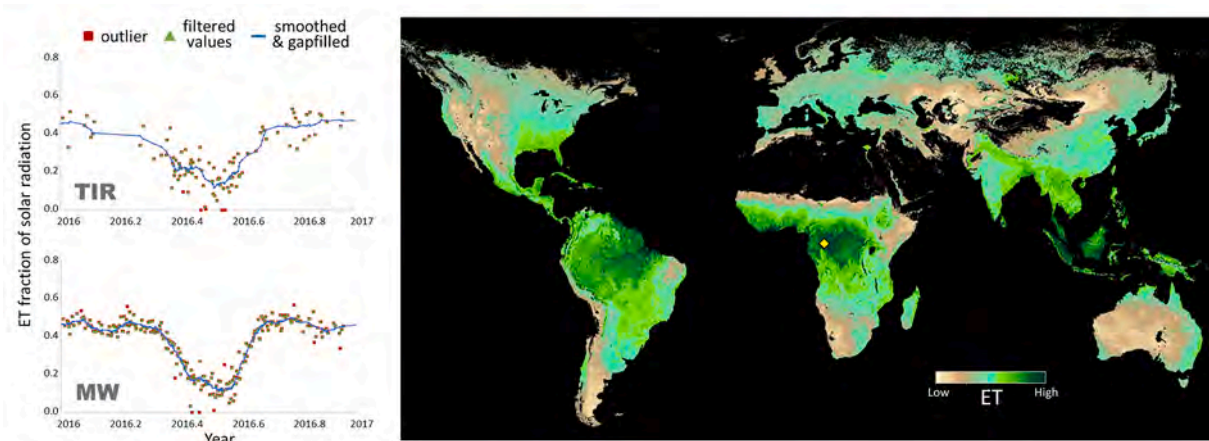 outlier
filtered
values
smoothed
& gapfilled
ET fraction of solar radiation
0.8
0.6
0.4
0.2
0.0
TIR
2016 2016.2 2016.4 2016.6 2016.8 2017
0.8
0.6
0.4
0.2
0.0
MW
2016 2016.2 2016.4 2016.6 2016.8 2017
Year
Low High
ET